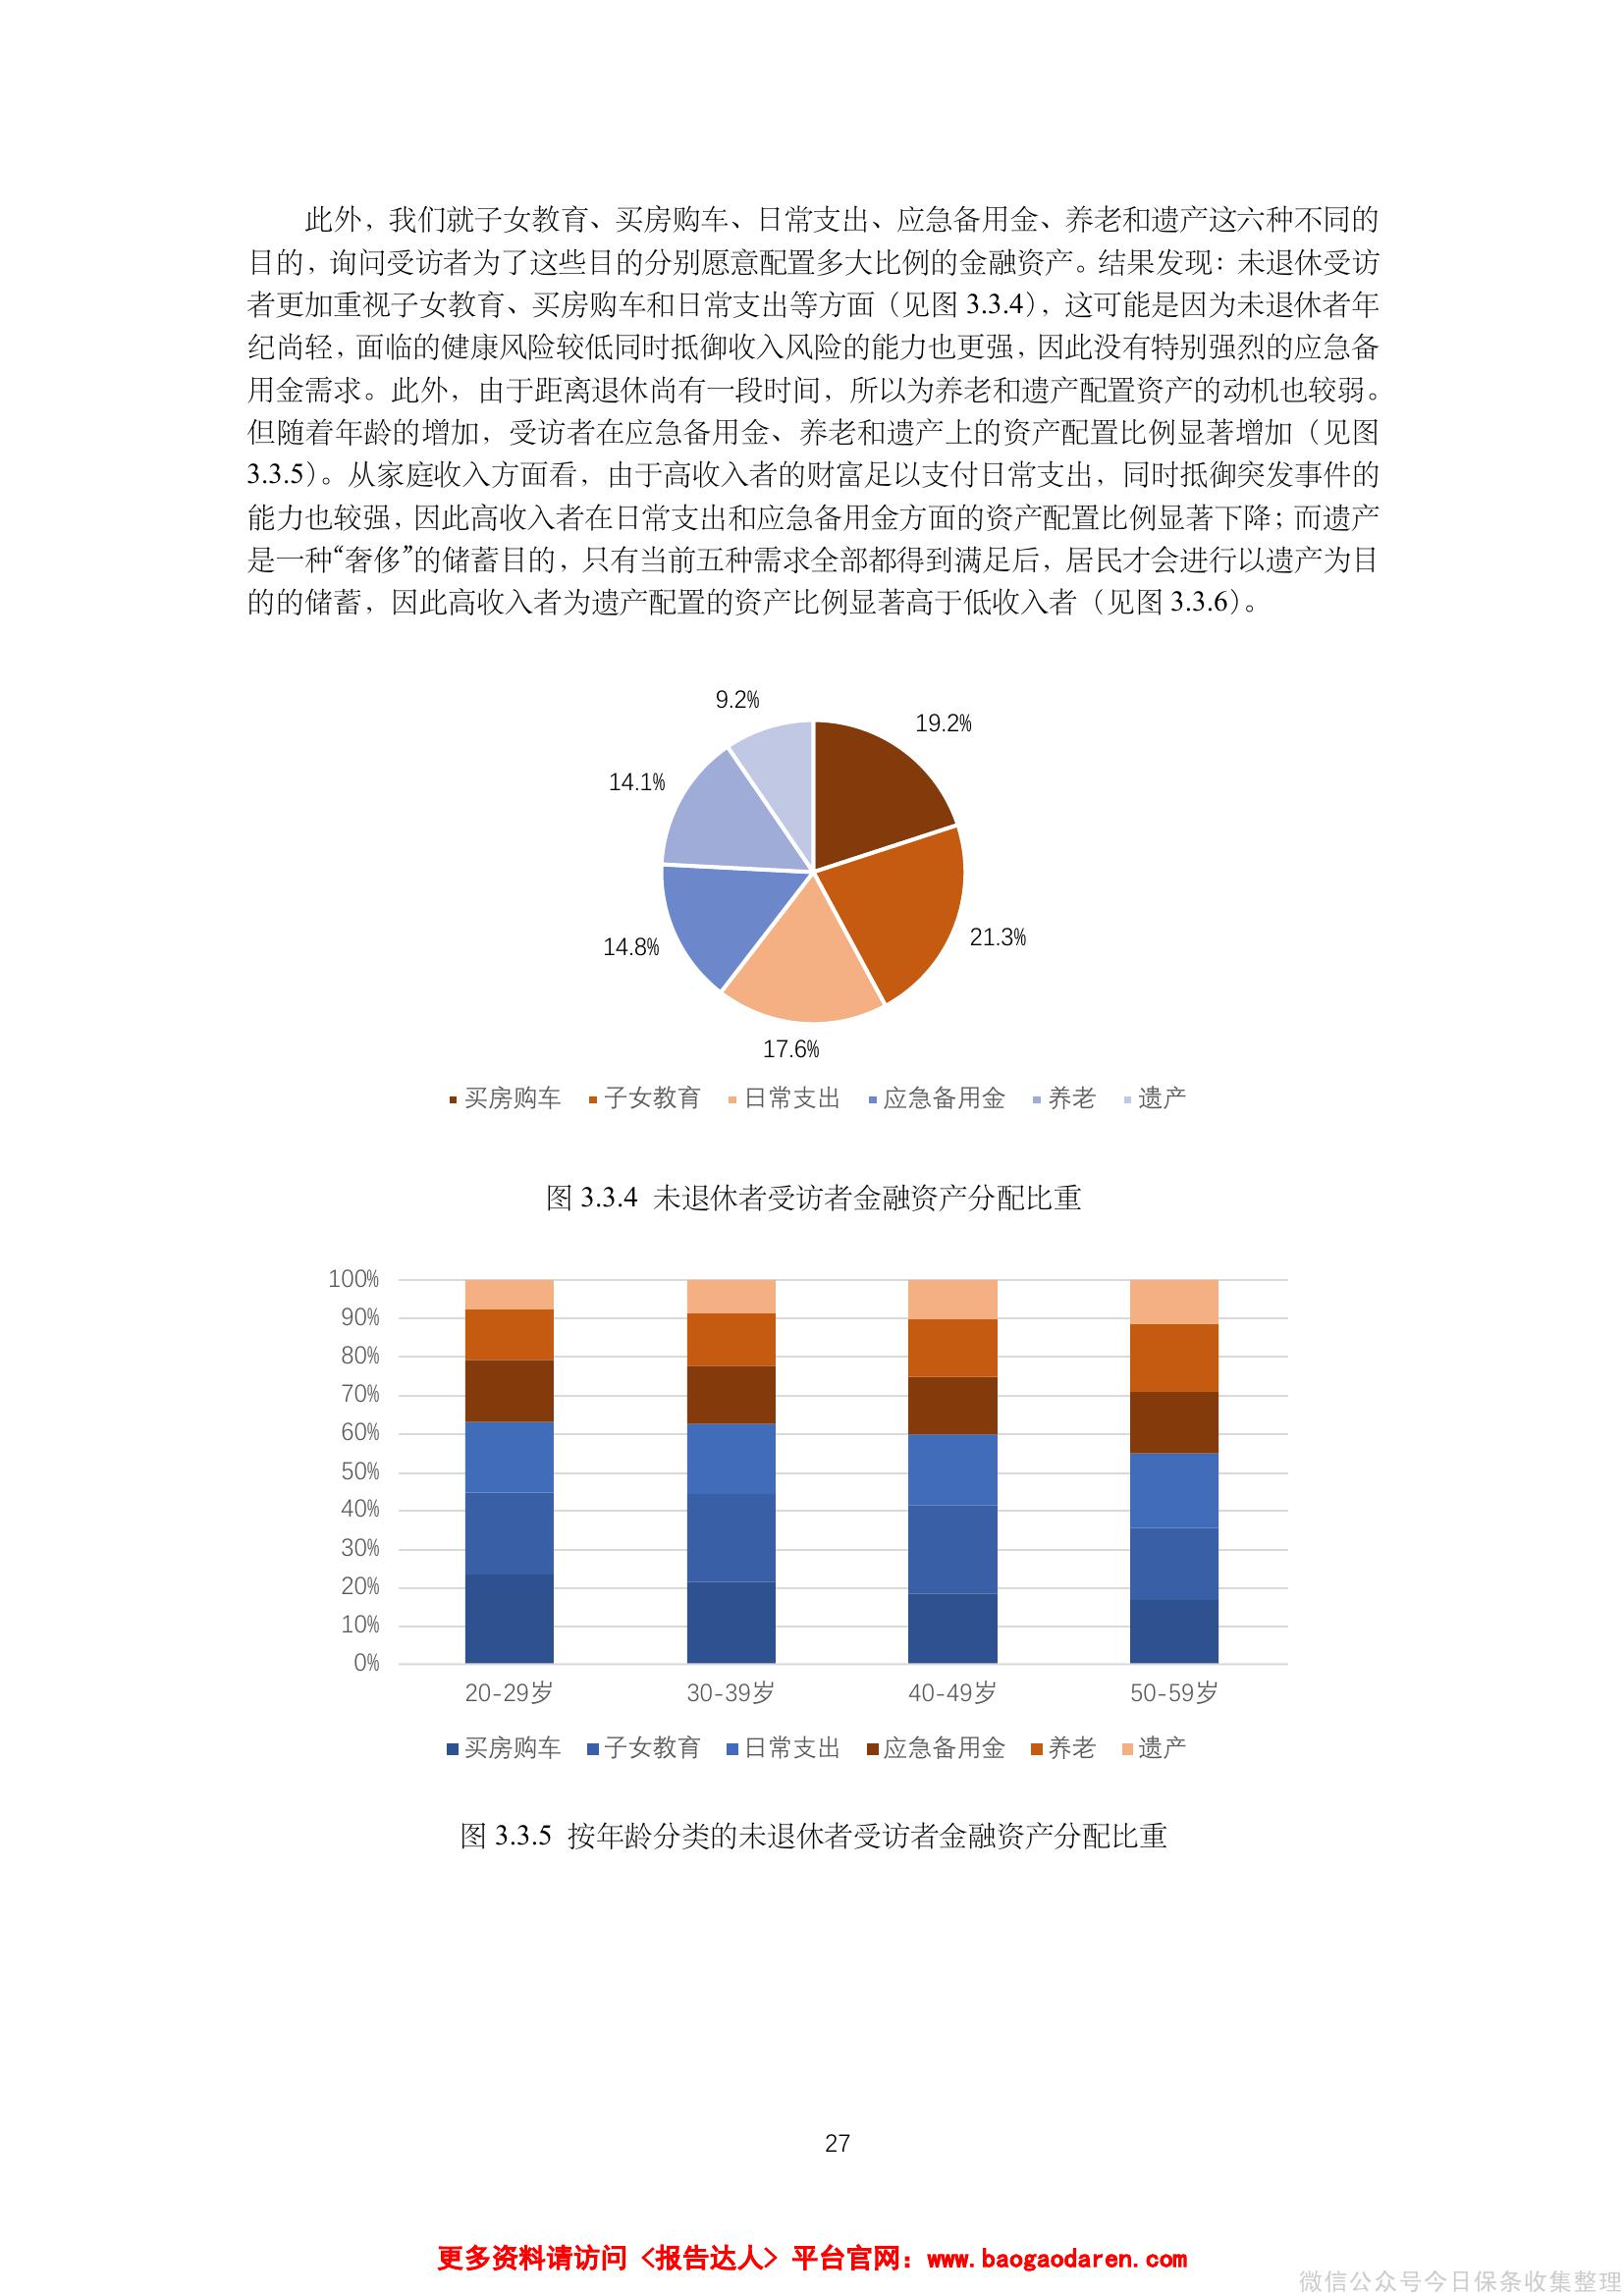 此外，我们就子女教育、买房购车、日常支出、应急备用金、养老和遗产这六种不同的
目的，询问受访者为了这些目的分别愿意配置多大比例的金融资产。结果发现：未退休受访
者更加重视子女教育、买房购车和日常支出等方面（见图 3.3.4），这可能是因为未退休者年
纪尚轻，面临的健康风险较低同时抵御收入风险的能力也更强，因此没有特别强烈的应急备
用金需求。此外，由于距离退休尚有一段时间，所以为养老和遗产配置资产的动机也较弱。
但随着年龄的增加，受访者在应急备用金、养老和遗产上的资产配置比例显著增加（见图
3.3.5）。从家庭收入方面看，由于高收入者的财富足以支付日常支出，同时抵御突发事件的
能力也较强，因此高收入者在日常支出和应急备用金方面的资产配置比例显著下降；而遗产
是一种“奢侈”的储蓄目的，只有当前五种需求全部都得到满足后，居民才会进行以遗产为目
的的储蓄，因此高收入者为遗产配置的资产比例显著高于低收入者（见图 3.3.6）。
9.2%
19.2%
14.1%
21.3%
14.8%
17.6%
买房购车 子女教育 日常支出 应急备用金 养老 遗产
图 3.3.4 未退休者受访者金融资产分配比重
100%
90%
80%
70%
60%
50%
40%
30%
20%
10%
0%
20-29岁 30-39岁 40-49岁 50-59岁
买房购车 子女教育 日常支出 应急备用金 养老 遗产
图 3.3.5 按年龄分类的未退休者受访者金融资产分配比重
27
更多资料请访问《报告达人》平台官网：www.baogaodaren.com
微信公众号今日保条收集整理